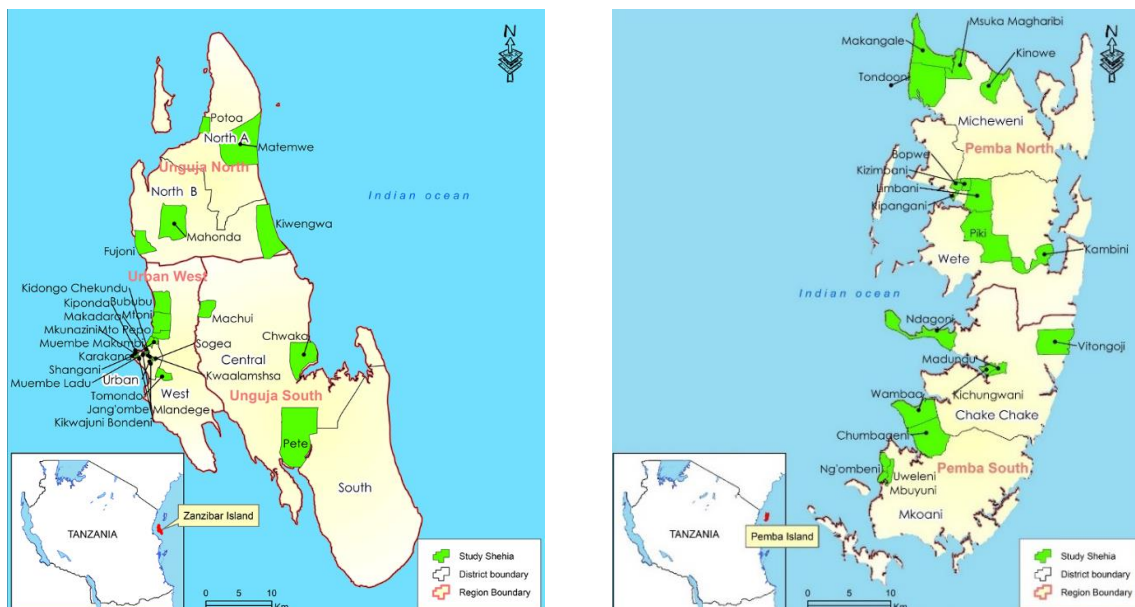 N
Potoa
North A
Matemwe
Unguja North
Indian ocean
North B
Kiwengwa
Mahonda
Fujoni
Urban West
Kidongo Chekundu
Kiponda Bububu
Makadara Mtoni
Machui
Mkunazini Mto Pepo
Chwaka
Muembe Makumbi
Sogea
Karakana
Central
Shangani
Kwaalamshsa
Muembe Ladu
Urban
West
Unguja South
Tomondo
Jang'ombe Mlandege
Kikwajuni Bondeni
Pete
South
TANZANIA
Zanzibar Island
Study Shehia
District boundary
Region Boundary
0 5 10
Km
N
Msuka Magharibi
Makangale
Kinowe
Tondooni
Micheweni
Bopwe
Pemba North
Kizimbani
Limbani
Kipangani
Piki
Kambini
Wete
Indian ocean
Ndagoni
Vitongoji
Madungu
Wambaa
Kichungwani
Chake Chake
Chumbageni
Ng'ombeni
Pemba South
Uweleni
Mbuyuni
Mkoani
TANZANIA
Pemba Island
Study Shehia
District boundary
Region Boundary
0 5 10
Km